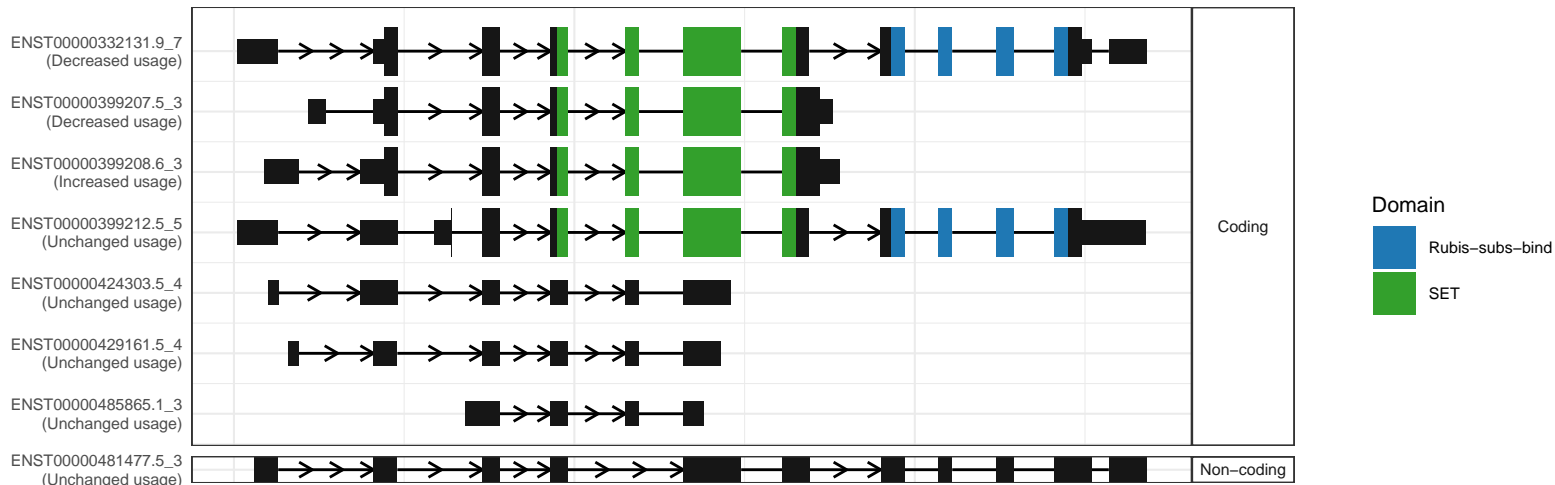 ENST00000332131.9_7
(Decreased usage)
ENST00000399207.5_3
(Decreased usage)
ENST00000399208.6_3
(Increased usage)
ENST00000399212.5_5
(Unchanged usage)
ENST00000424303.5_4
(Unchanged usage)
ENST00000429161.5_4
(Unchanged usage)
ENST00000485865.1_3
(Unchanged usage)
ENST00000481477.5_3
(Unchanged usage)
Coding
Non−coding
Domain
Rubis−subs−bind
SET